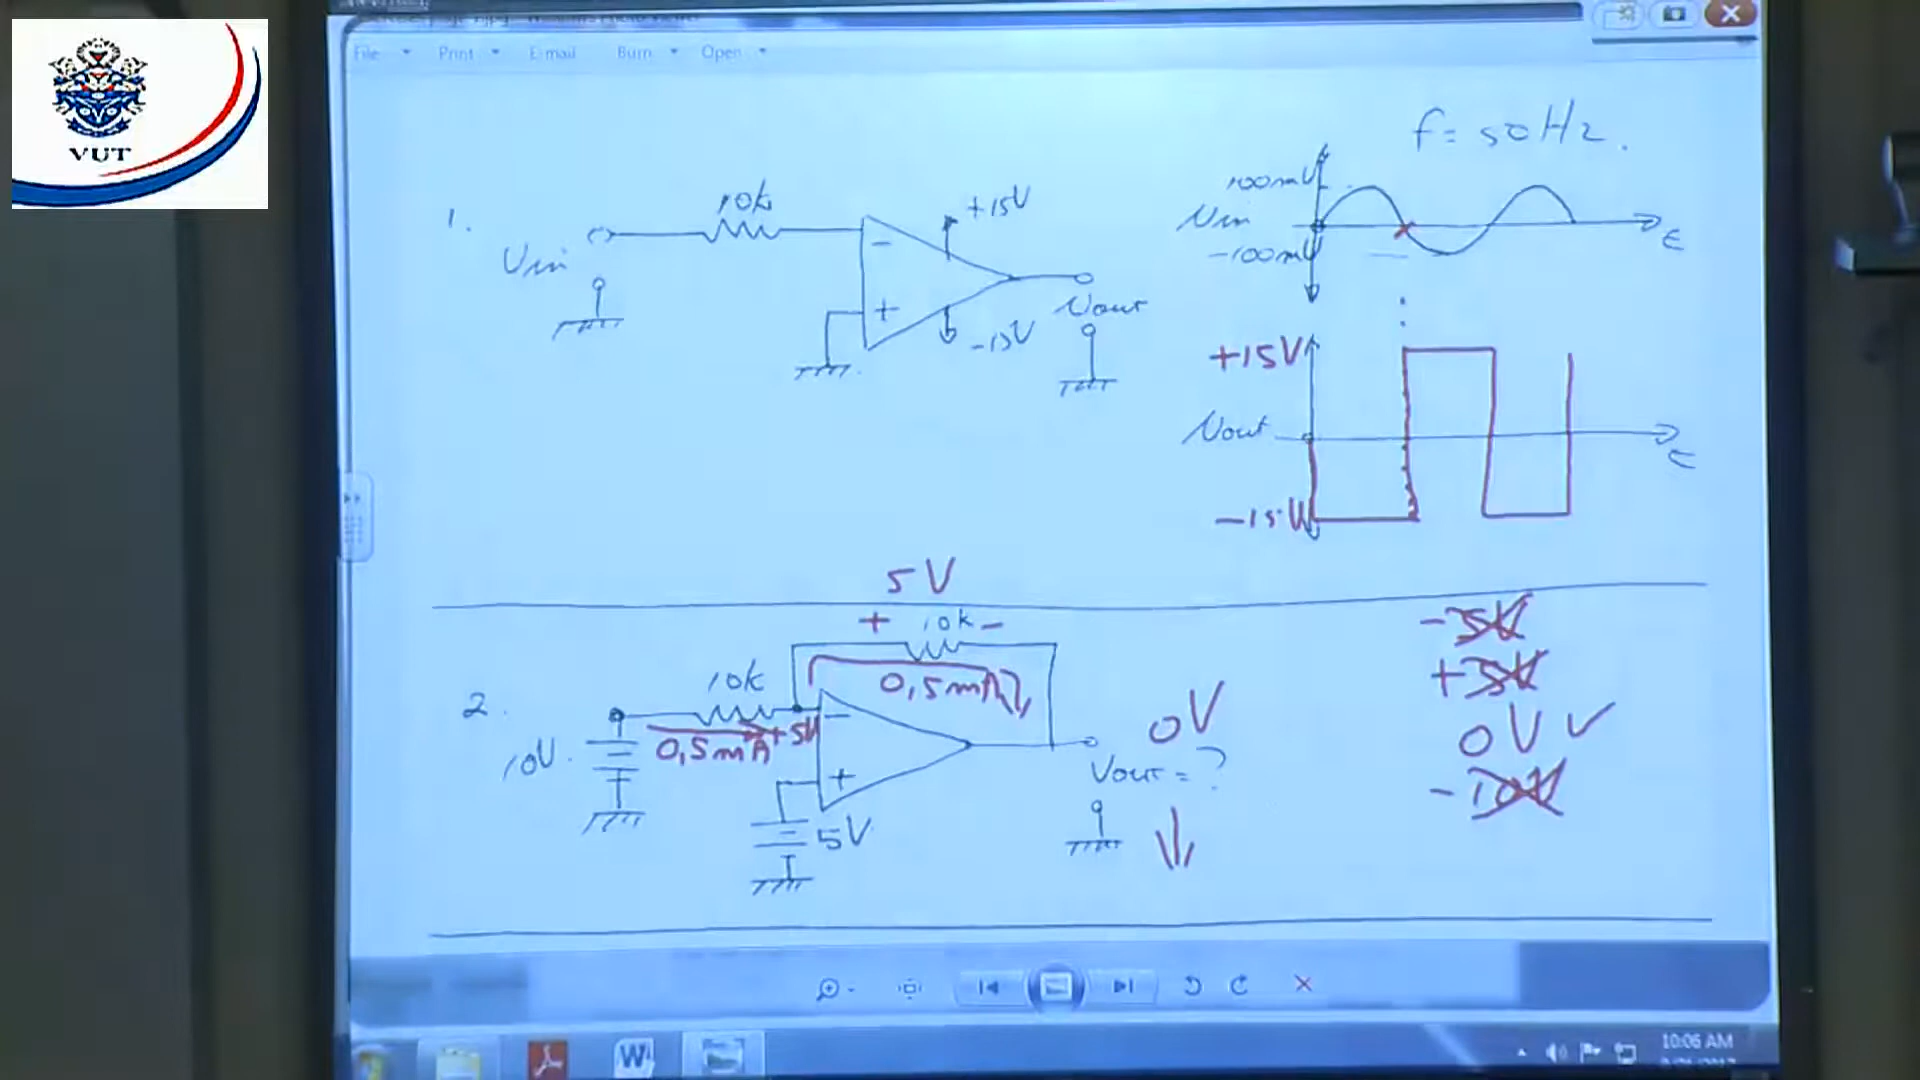 VUT
File Print E-mail Burn Open
f= 50Hz.
1.
10k
+15V
Vin
-
+
-15V
Vout
100mV
Vin
-100mV
t
+15V
Vout
t
-15V
5V
+ 10k -
2.
10k
0,5mA
10V
0,5mA
+5V
-
+
5V
0V
Vout = ?
-5V
+5V
0V ✓
-10V
10:06 AM